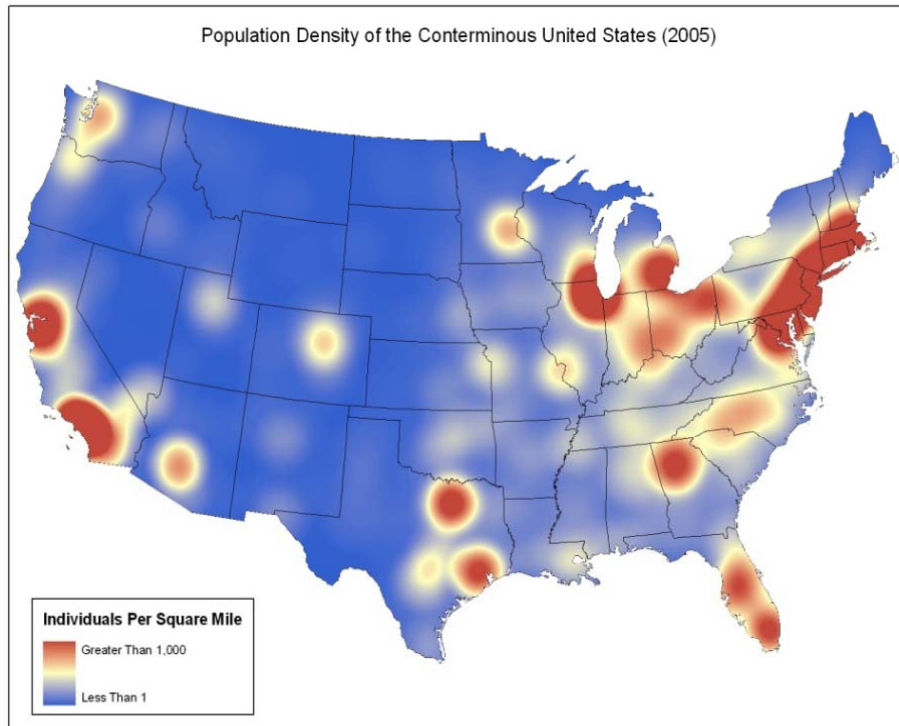 Population Density of the Conterminous United States (2005)
Individuals Per Square Mile
Greater Than 1,000
Less Than 1